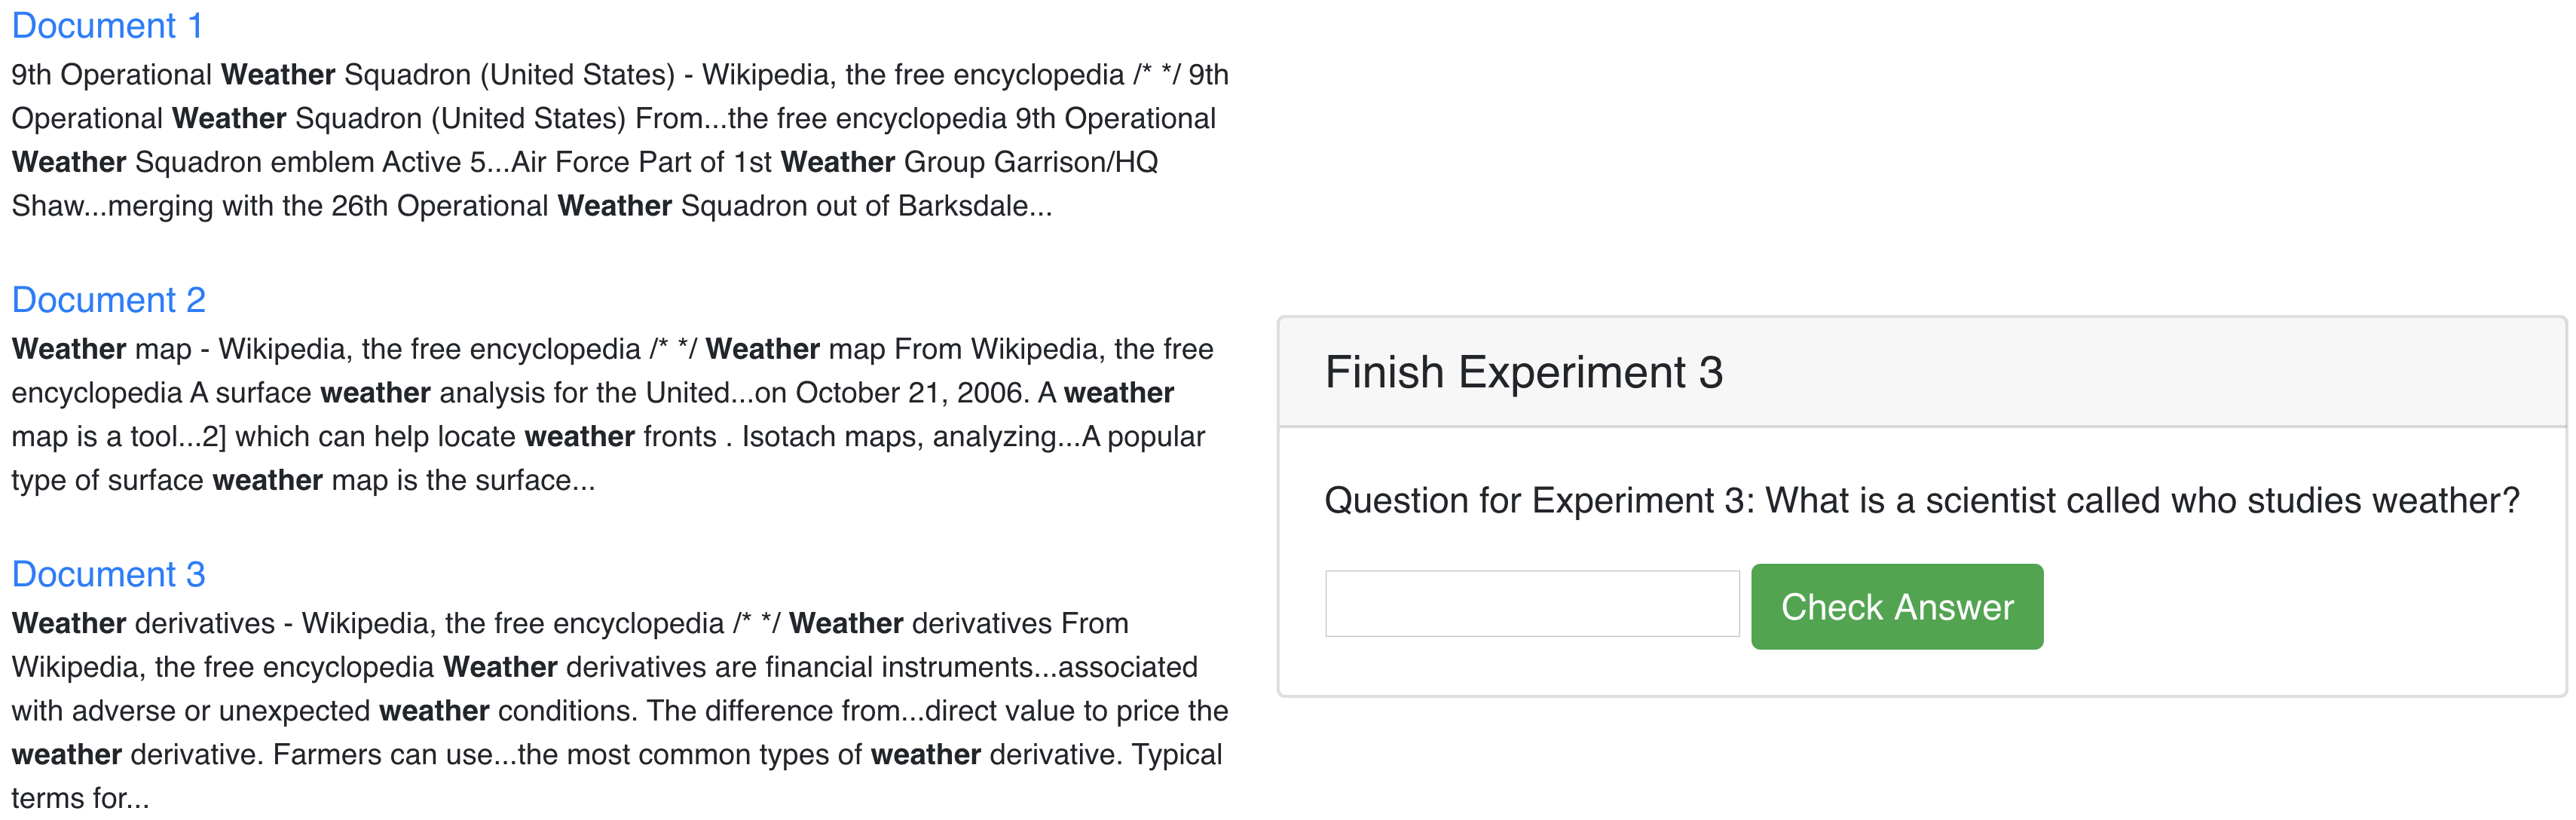 Document 1
9th Operational Weather Squadron (United States) - Wikipedia, the free encyclopedia /* */ 9th
Operational Weather Squadron (United States) From...the free encyclopedia 9th Operational
Weather Squadron emblem Active 5...Air Force Part of 1st Weather Group Garrison/HQ
Shaw...merging with the 26th Operational Weather Squadron out of Barksdale...
Document 2
Weather map - Wikipedia, the free encyclopedia /* */ Weather map From Wikipedia, the free
encyclopedia A surface weather analysis for the United...on October 21, 2006. A weather
map is a tool...2] which can help locate weather fronts . Isotach maps, analyzing...A popular
type of surface weather map is the surface...
Document 3
Weather derivatives - Wikipedia, the free encyclopedia /* */ Weather derivatives From
Wikipedia, the free encyclopedia Weather derivatives are financial instruments...associated
with adverse or unexpected weather conditions. The difference from...direct value to price the
weather derivative. Farmers can use...the most common types of weather derivative. Typical
terms for...
Finish Experiment 3
Question for Experiment 3: What is a scientist called who studies weather?
Check Answer